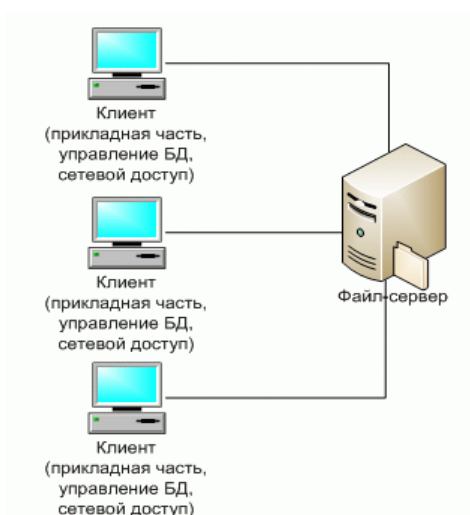 Клиент
(прикладная часть,
управление БД,
сетевой доступ)
Клиент
(прикладная часть,
управление БД,
сетевой доступ)
Файл-сервер
Клиент
(прикладная часть,
управление БД,
сетевой доступ)